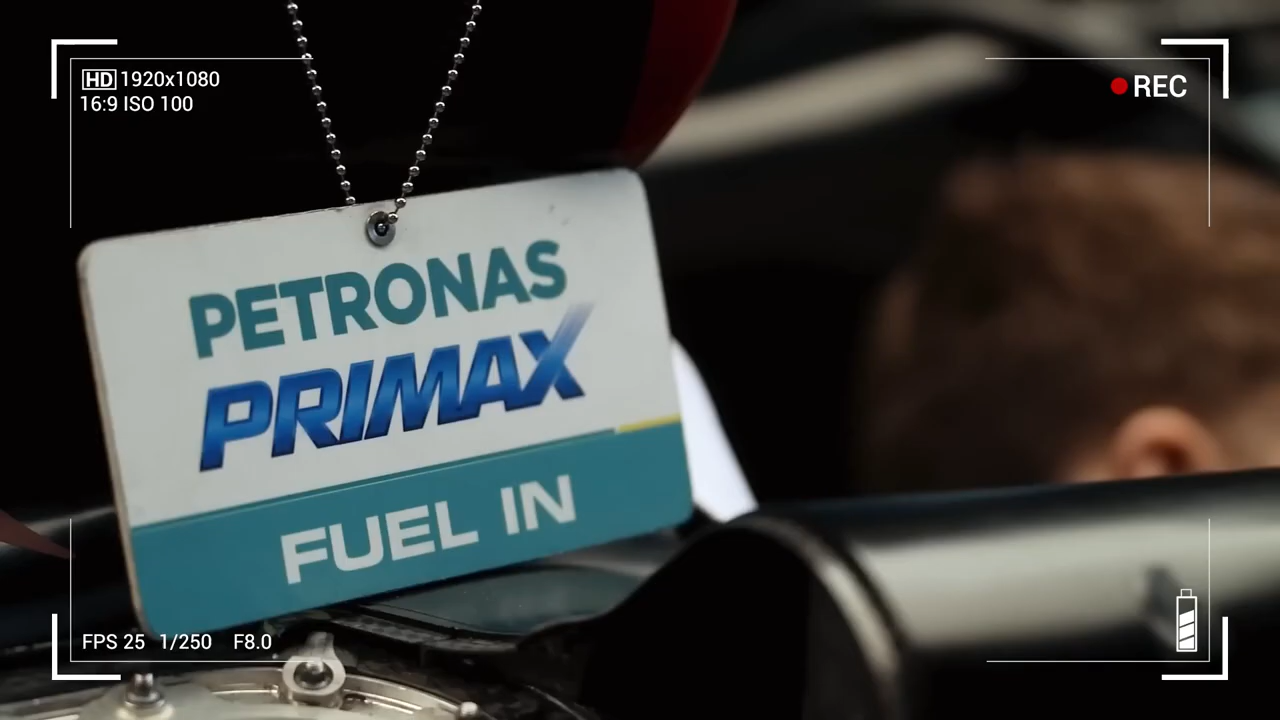 HD 1920x1080
16:9 ISO 100
REC
PETRONAS
PRIMAX
FUEL IN
FPS 25 1/250 F8.0